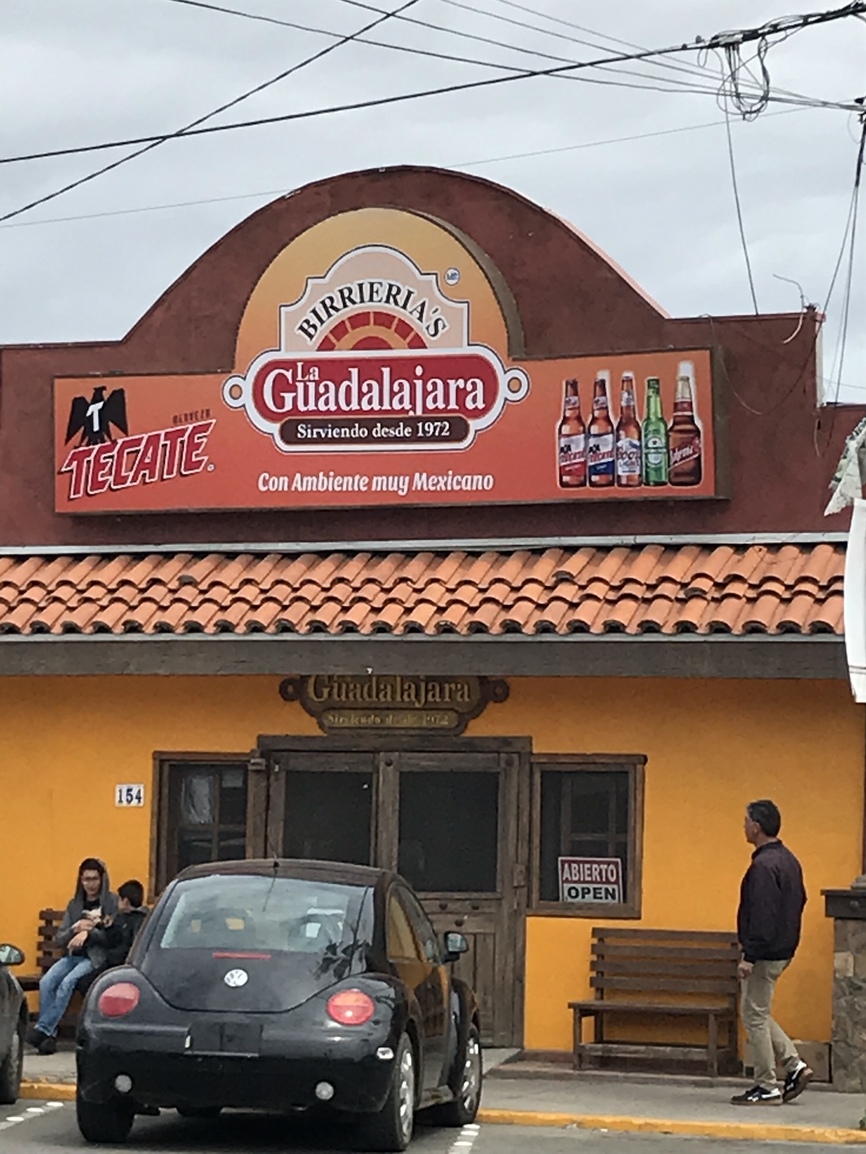 BIRRIERIA'S
La
Guadalajara
Sirviendo desde 1972
Con Ambiente muy Mexicano
T
CERVEZA
TECATE
Guadalajara
Sirviendo desde 1972
154
ABIERTO
OPEN